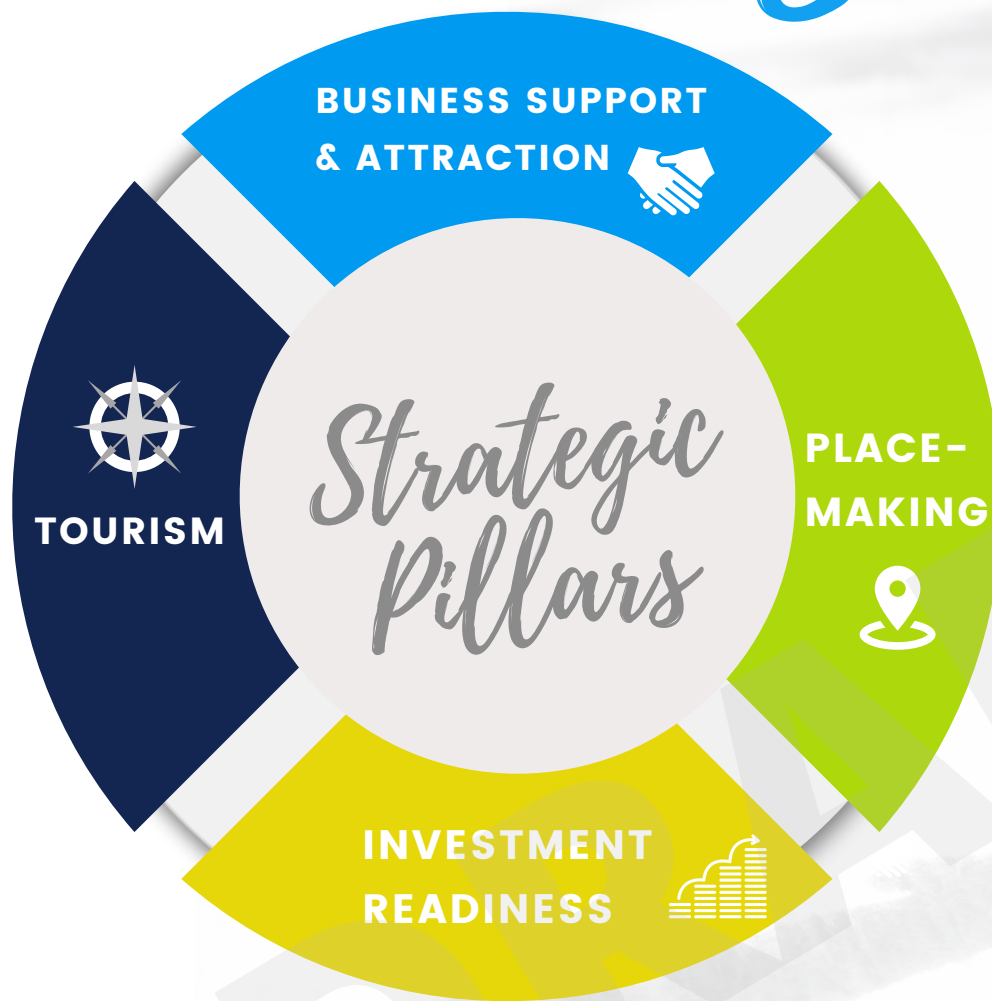 BUSINESS SUPPORT
& ATTRACTION
TOURISM
Strategic
Pillars
PLACE-
MAKING
INVESTMENT
READINESS